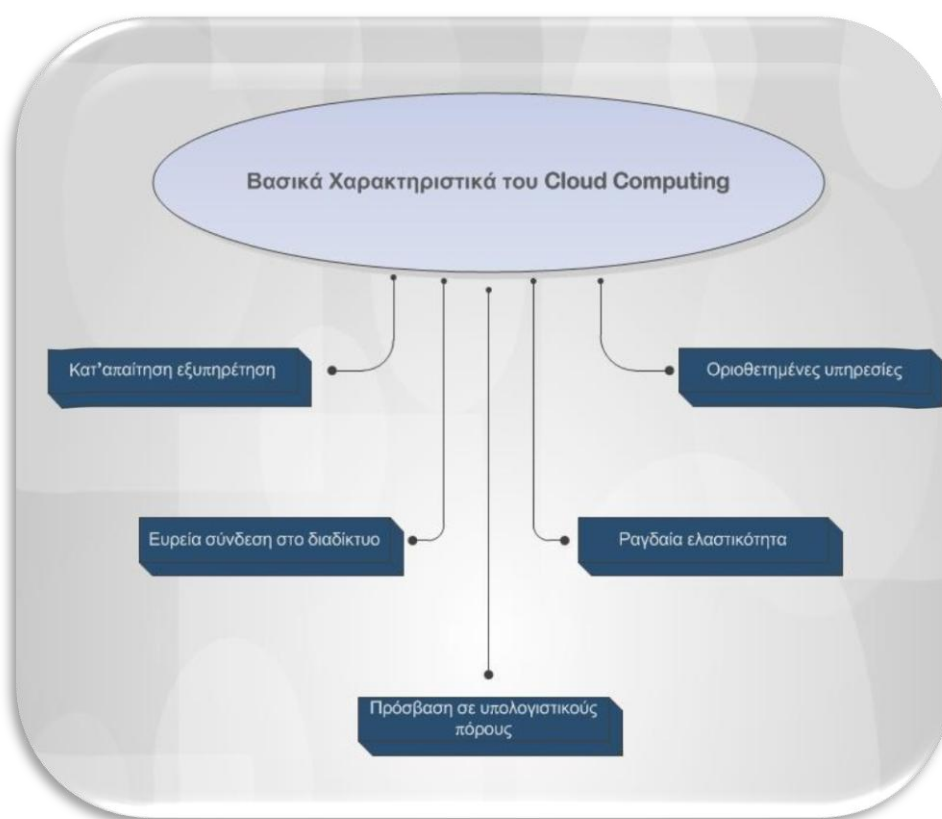 Βασικά Χαρακτηριστικά του Cloud Computing
Κατ'απαίτηση εξυπηρέτηση
Οριοθετημένες υπηρεσίες
Ευρεία σύνδεση στο διαδίκτυο
Ραγδαία ελαστικότητα
Πρόσβαση σε υπολογιστικούς
πόρους